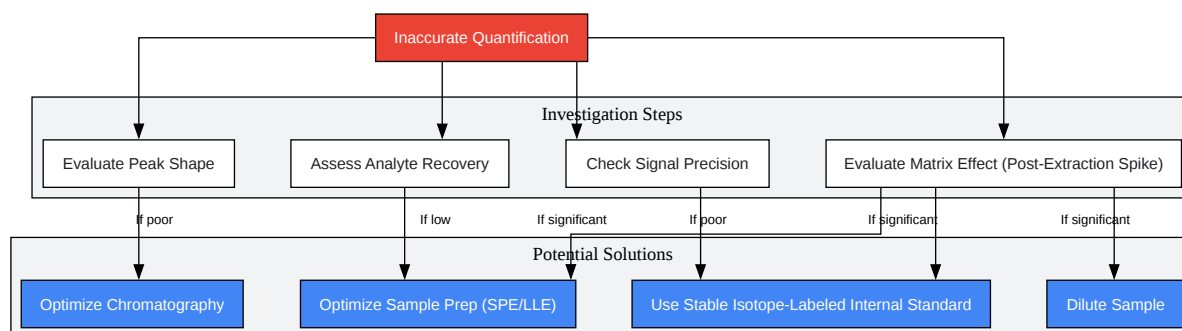 Inaccurate Quantification
Investigation Steps
Evaluate Peak Shape
Assess Analyte Recovery
Check Signal Precision
Evaluate Matrix Effect (Post-Extraction Spike)
If poor
If low
If significant
If poor
If significant
If significant
Potential Solutions
Optimize Chromatography
Optimize Sample Prep (SPE/LLE)
Use Stable Isotope-Labeled Internal Standard
Dilute Sample